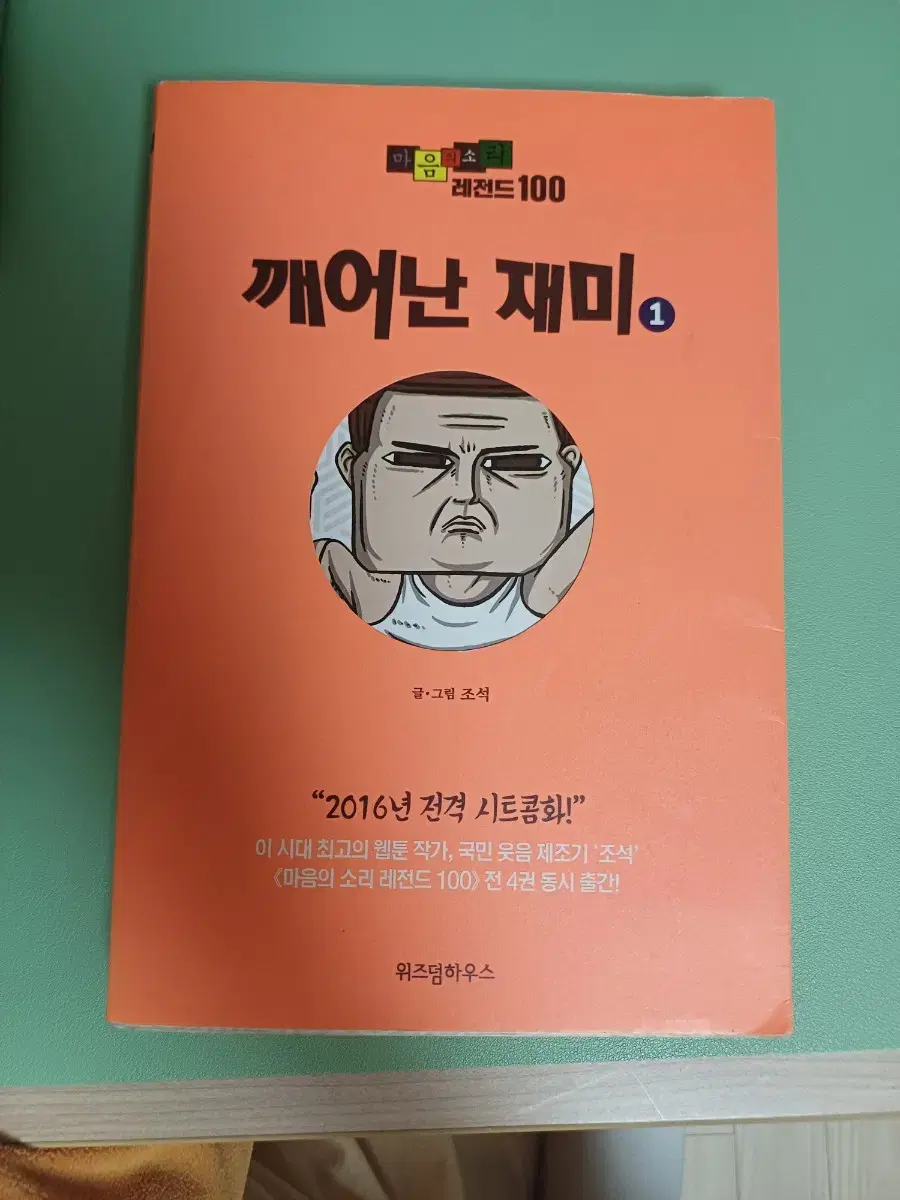 마음의소리
레전드 100
깨어난 재미 1
글·그림 조석
“2016년 전격 시트콤화!”
이 시대 최고의 웹툰 작가, 국민 웃음 제조기 ‘조석’
《마음의 소리 레전드 100》 전 4권 동시 출간!
위즈덤하우스